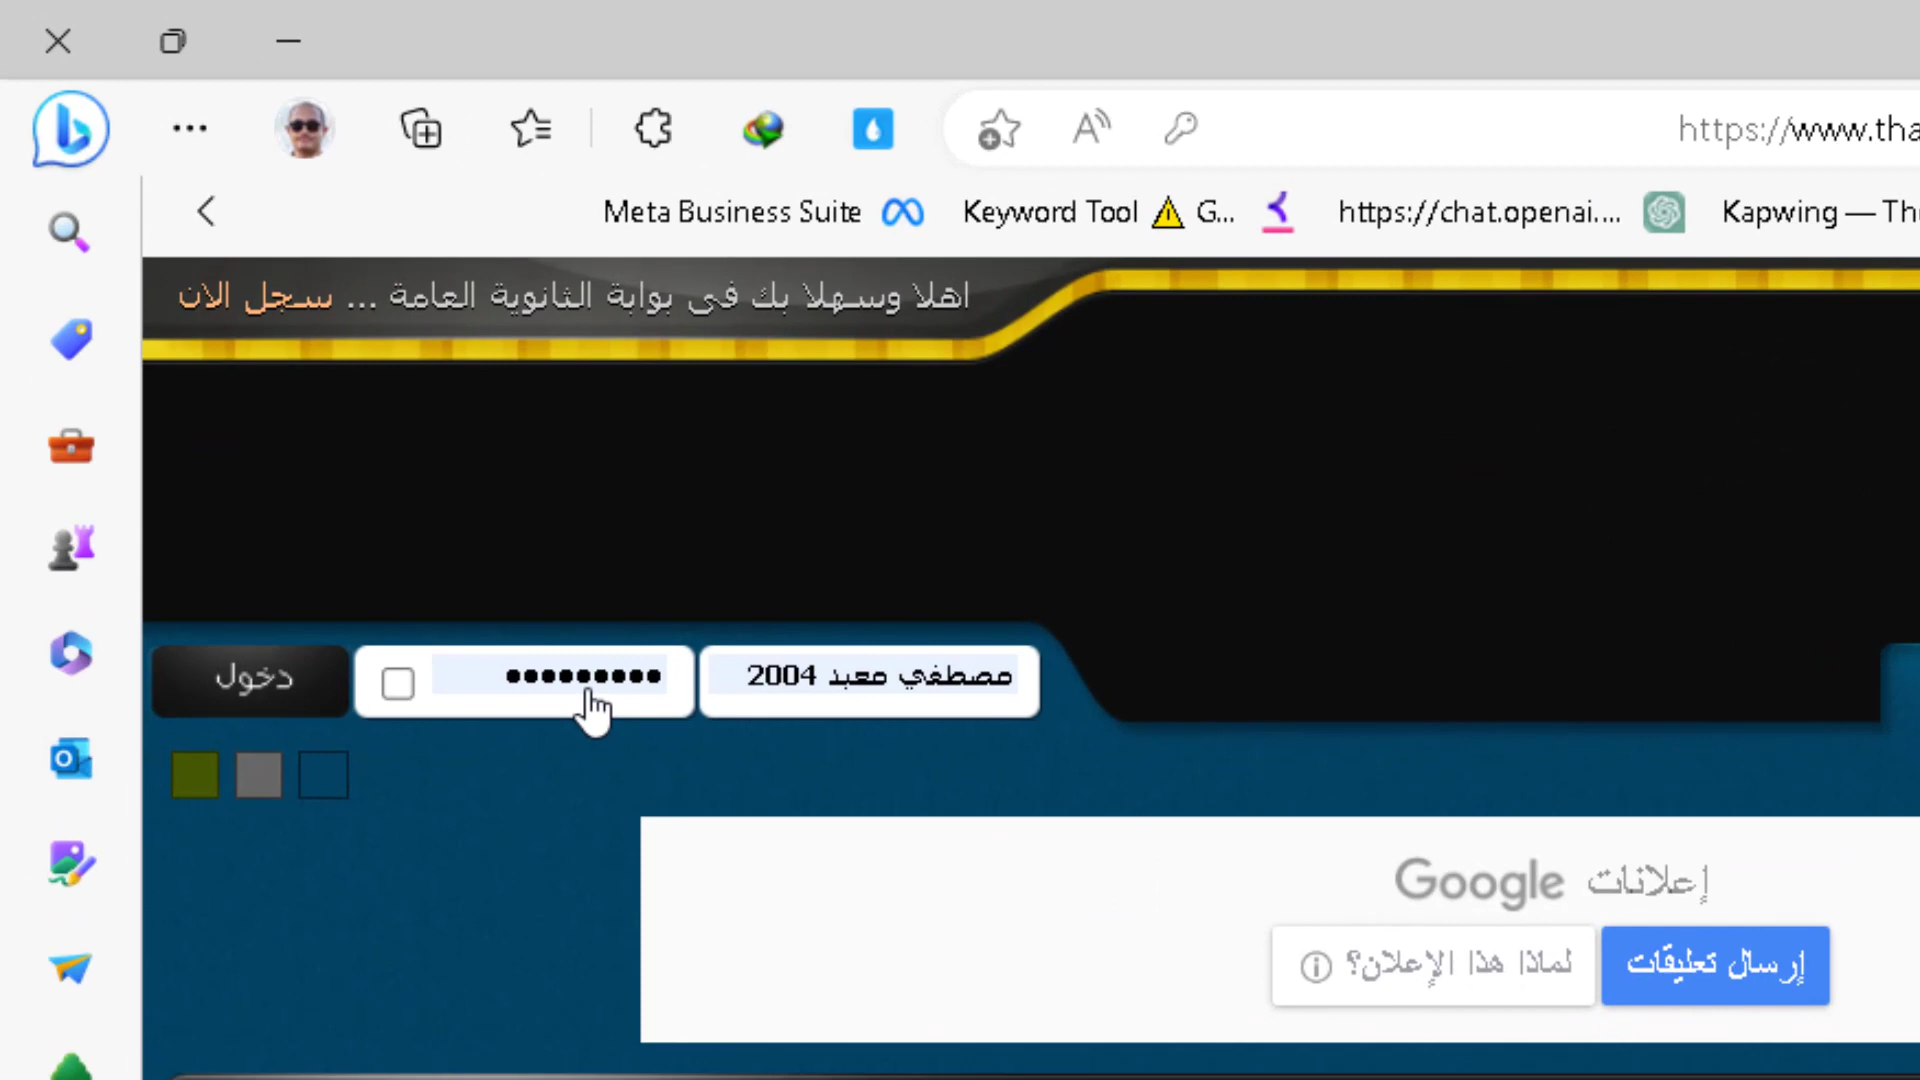 https://www.tha
Meta Business Suite
Keyword Tool
G...
https://chat.openai....
Kapwing — Th
اهلا وسهلا بك فى بوابة الثانوية العامة ... سجل الان
مصطفي معبد 2004
•••••••••
دخول
إعلانات Google
إرسال تعليقات
لماذا هذا الإعلان؟